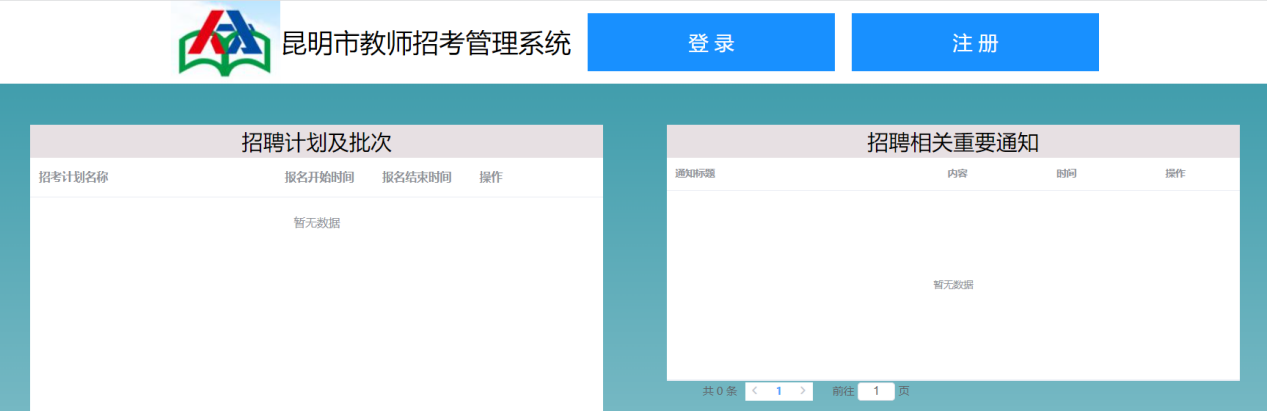 昆明市教师招考管理系统 登 录 注 册
招聘计划及批次
招考计划名称 报名开始时间 报名结束时间 操作
暂无数据
招聘相关重要通知
通知标题 内容 时间 操作
暂无数据
共 0 条 < 1 > 前往 1 页